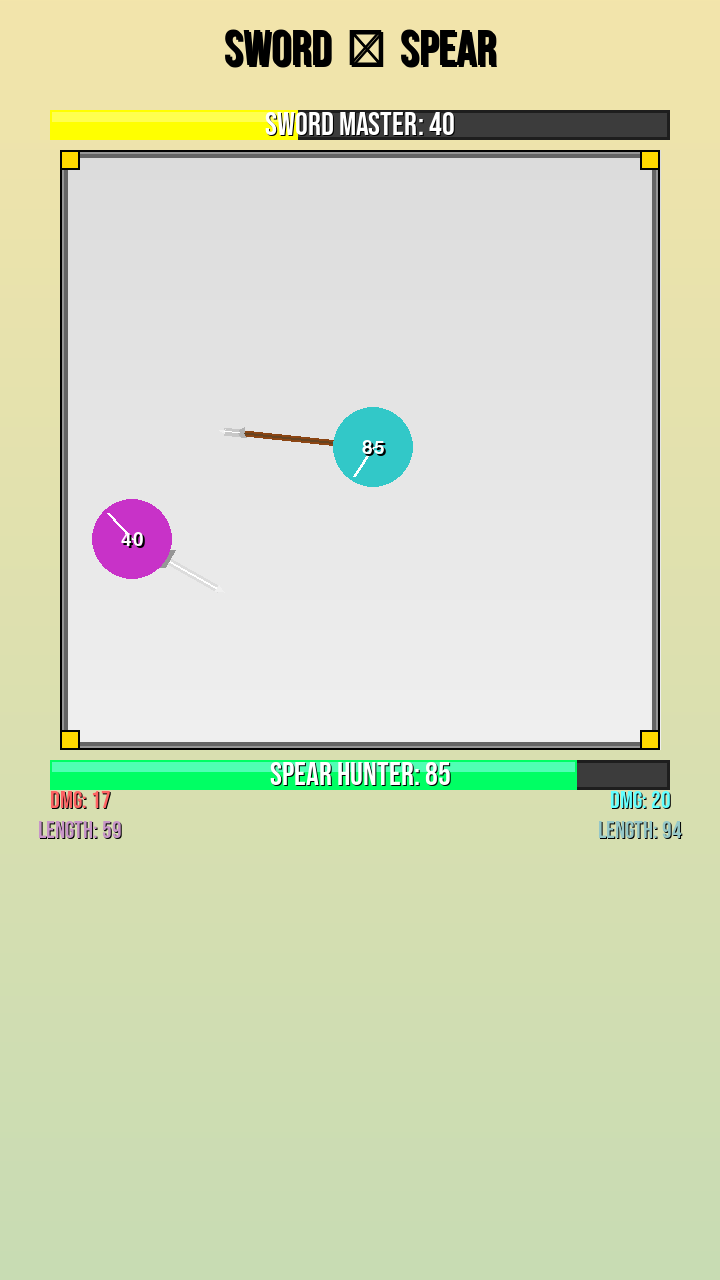 SWORD ☒ SPEAR
SWORD MASTER: 40
85
40
SPEAR HUNTER: 85
DMG: 17 DMG: 20
LENGTH: 59 LENGTH: 94